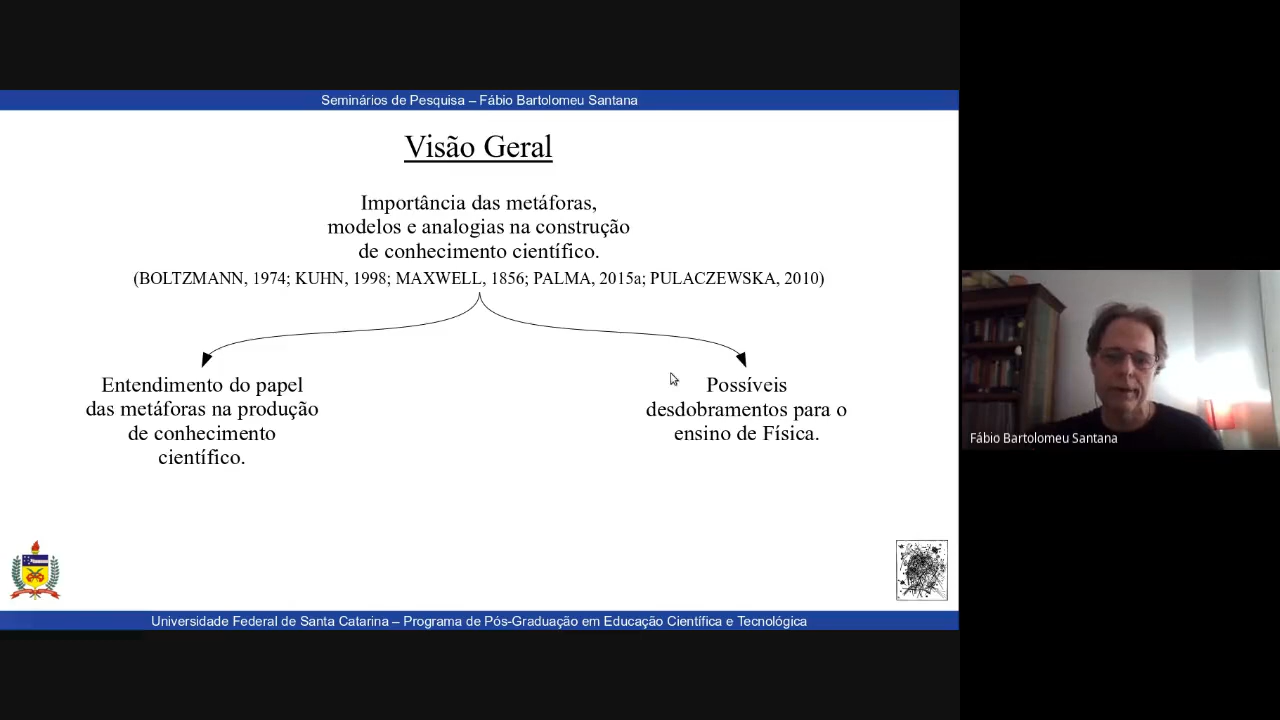 Seminários de Pesquisa – Fábio Bartolomeu Santana
Visão Geral
Importância das metáforas,
modelos e analogias na construção
de conhecimento científico.
(BOLTZMANN, 1974; KUHN, 1998; MAXWELL, 1856; PALMA, 2015a; PULACZEWSKA, 2010)
Entendimento do papel
das metáforas na produção
de conhecimento
científico.
Possíveis
desdobramentos para o
ensino de Física.
Fábio Bartolomeu Santana
Universidade Federal de Santa Catarina – Programa de Pós-Graduação em Educação Científica e Tecnológica